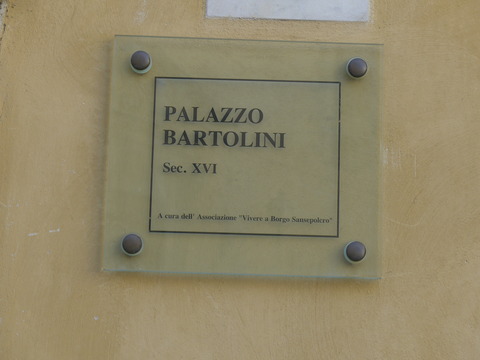 PALAZZO
BARTOLINI
Sec. XVI
A cura dell' Associazione "Vivere a Borgo Sansepolcro"